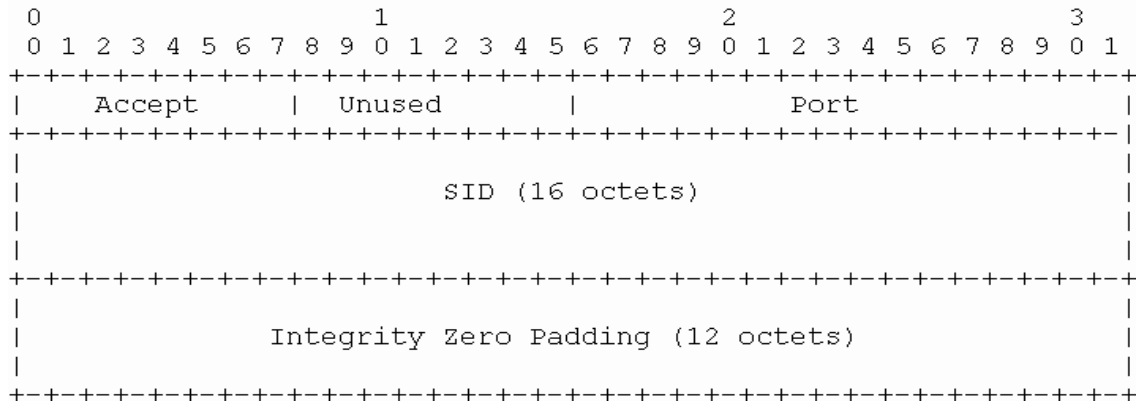 0                   1                   2                   3
 0 1 2 3 4 5 6 7 8 9 0 1 2 3 4 5 6 7 8 9 0 1 2 3 4 5 6 7 8 9 0 1
+-+-+-+-+-+-+-+-+-+-+-+-+-+-+-+-+-+-+-+-+-+-+-+-+-+-+-+-+-+-+-+-+
|    Accept     |  Unused       |            Port               |
+-+-+-+-+-+-+-+-+-+-+-+-+-+-+-+-+-+-+-+-+-+-+-+-+-+-+-+-+-+-+-+-|
|                                                               |
|                        SID (16 octets)                        |
|                                                               |
|                                                               |
+-+-+-+-+-+-+-+-+-+-+-+-+-+-+-+-+-+-+-+-+-+-+-+-+-+-+-+-+-+-+-+-+
|                                                               |
|              Integrity Zero Padding (12 octets)               |
|                                                               |
+-+-+-+-+-+-+-+-+-+-+-+-+-+-+-+-+-+-+-+-+-+-+-+-+-+-+-+-+-+-+-+-+